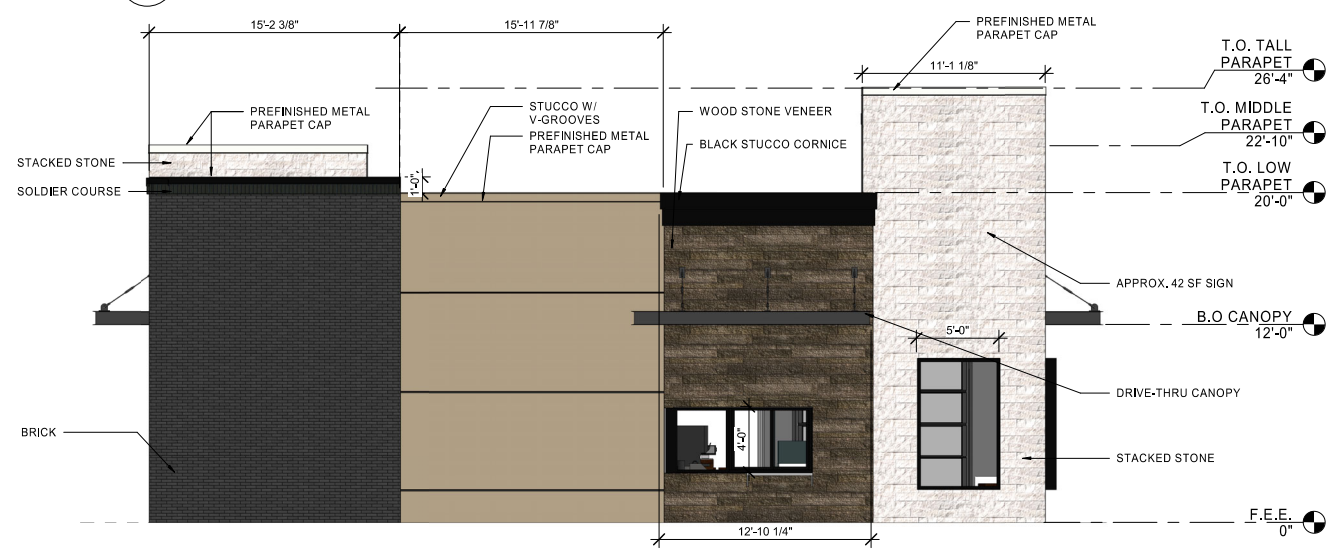 15'-2 3/8"
15'-11 7/8"
PREFINISHED METAL
PARAPET CAP
11'-1 1/8"
T.O. TALL
PARAPET
26'-4"
PREFINISHED METAL
PARAPET CAP
STUCCO W/
V-GROOVES
PREFINISHED METAL
PARAPET CAP
WOOD STONE VENEER
BLACK STUCCO CORNICE
T.O. MIDDLE
PARAPET
22'-10"
STACKED STONE
SOLDIER COURSE
1'-0"
T.O. LOW
PARAPET
20'-0"
APPROX. 42 SF SIGN
B.O CANOPY
12'-0"
5'-0"
DRIVE-THRU CANOPY
BRICK
4'-0"
STACKED STONE
12'-10 1/4"
F.E.E.
0"